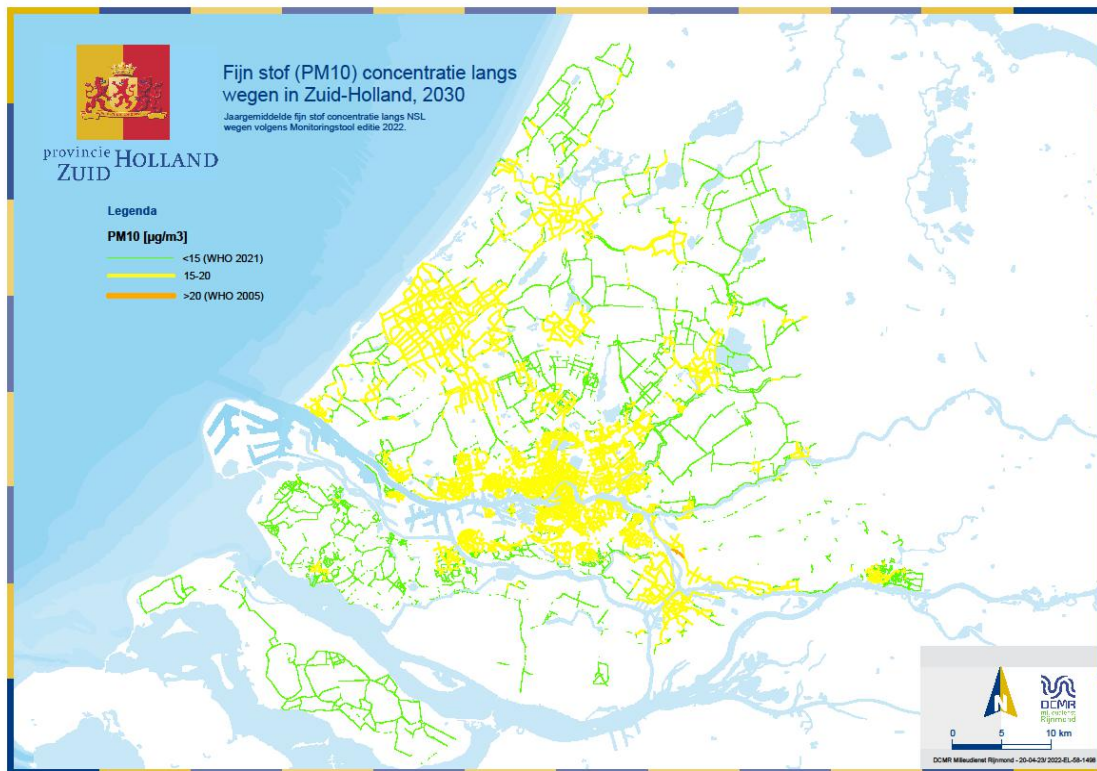 Fijn stof (PM10) concentratie langs
wegen in Zuid-Holland, 2030
Jaargemiddelde fijn stof concentratie langs NSL
wegen volgens Monitoringstool editie 2022.
provincie HOLLAND
ZUID
Legenda
PM10 [µg/m3]
<15 (WHO 2021)
15-20
>20 (WHO 2005)
N
DCMR
milieudienst
Rijnmond
0 5 10 km
DCMR Milieudienst Rijnmond - 20-04-23/ 2022-EL-58-1498